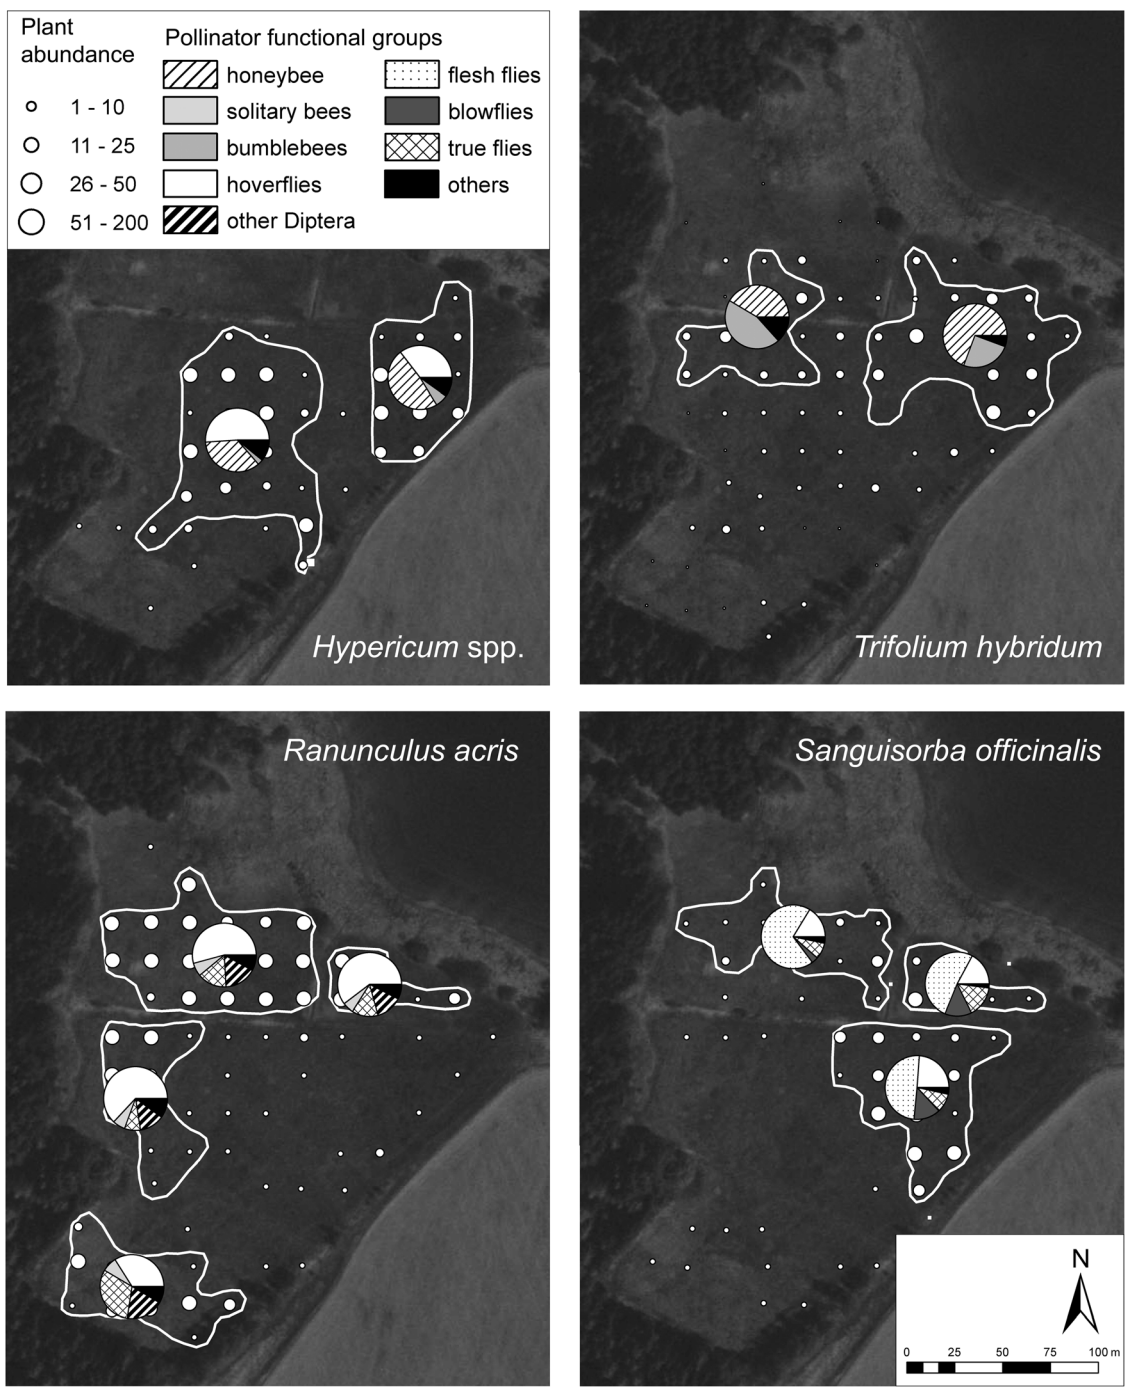 Plant
abundance
1 - 10
11 - 25
26 - 50
51 - 200
Pollinator functional groups
honeybee
solitary bees
bumblebees
hoverflies
other Diptera
flesh flies
blowflies
true flies
others
Hypericum spp.
Trifolium hybridum
Ranunculus acris
Sanguisorba officinalis
N
0 25 50 75 100 m